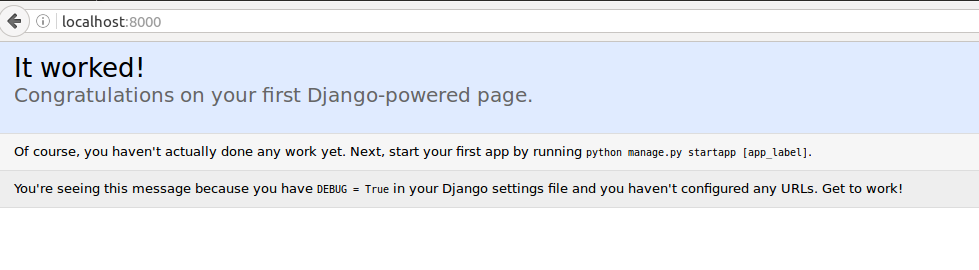 localhost:8000
It worked!
Congratulations on your first Django-powered page.
Of course, you haven't actually done any work yet. Next, start your first app by running python manage.py startapp [app_label].
You're seeing this message because you have DEBUG = True in your Django settings file and you haven't configured any URLs. Get to work!